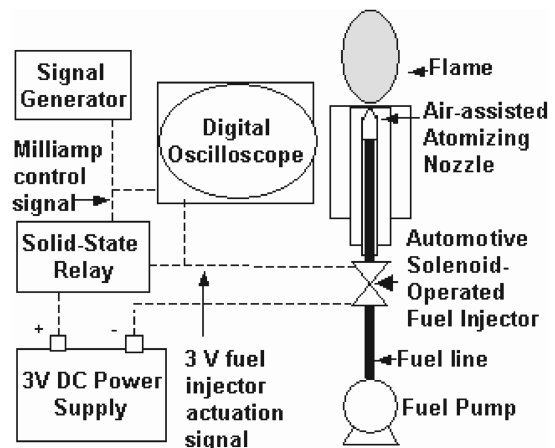 Signal
Generator
Digital
Oscilloscope
Flame
Air-assisted
Atomizing
Nozzle
Milliamp
control
signal
Solid-State
Relay
Automotive
Solenoid-
Operated
Fuel Injector
+
-
3V DC Power
Supply
3 V fuel
injector
actuation
signal
Fuel line
Fuel Pump